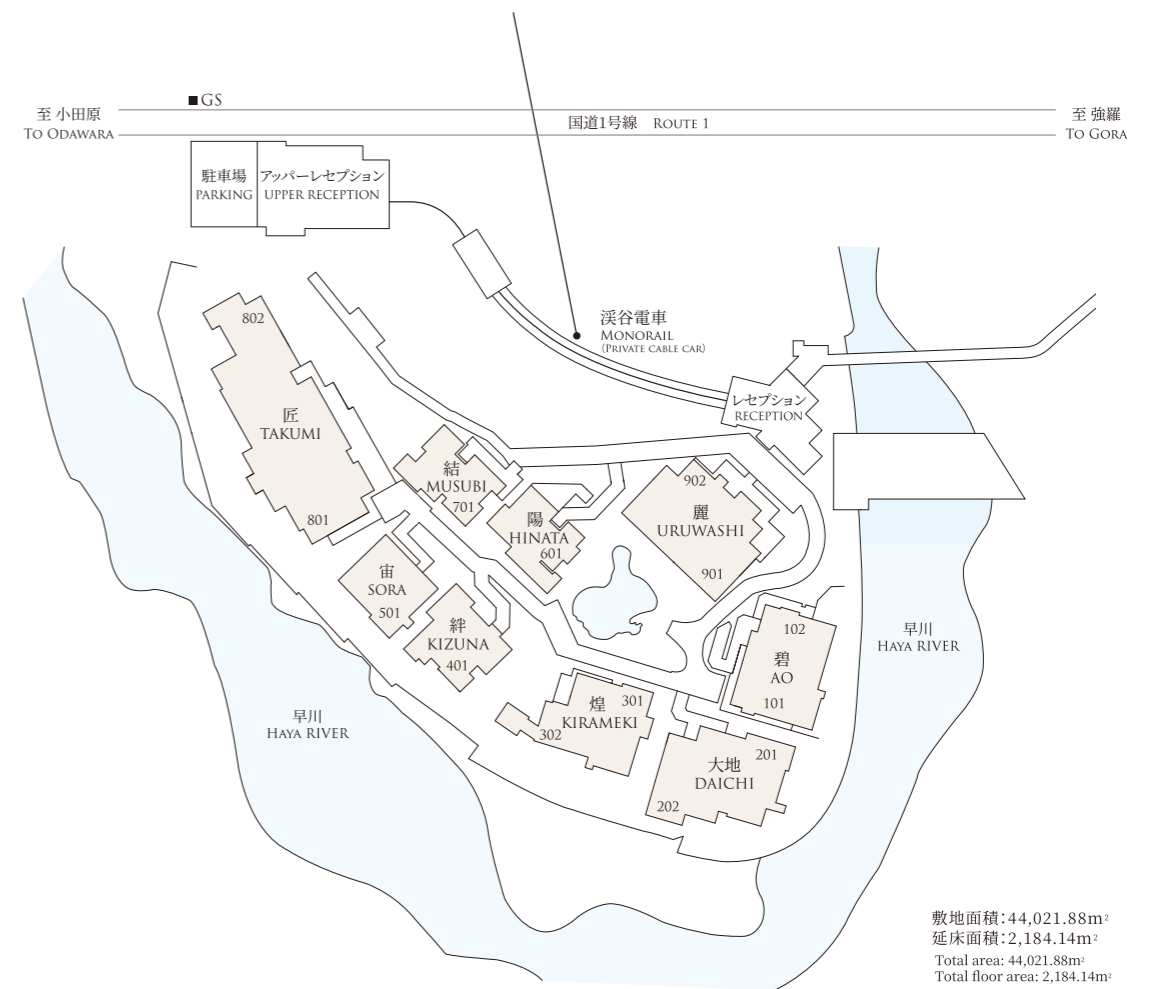 ■GS
至 小田原
TO ODAWARA
国道1号線 ROUTE 1
至 強羅
TO GORA
駐車場
PARKING
アッパーレセプション
UPPER RECEPTION
渓谷電車
MONORAIL
(PRIVATE CABLE CAR)
レセプション
RECEPTION
802
匠
TAKUMI
801
結
MUSUBI
701
陽
HINATA
601
902
麗
URUWASHI
901
宙
SORA
501
絆
KIZUNA
401
102
碧
AO
101
早川
HAYA RIVER
煌
301
KIRAMEKI
302
201
大地
DAICHI
202
早川
HAYA RIVER
敷地面積：44,021.88m²
延床面積：2,184.14m²
Total area: 44,021.88m²
Total floor area: 2,184.14m²